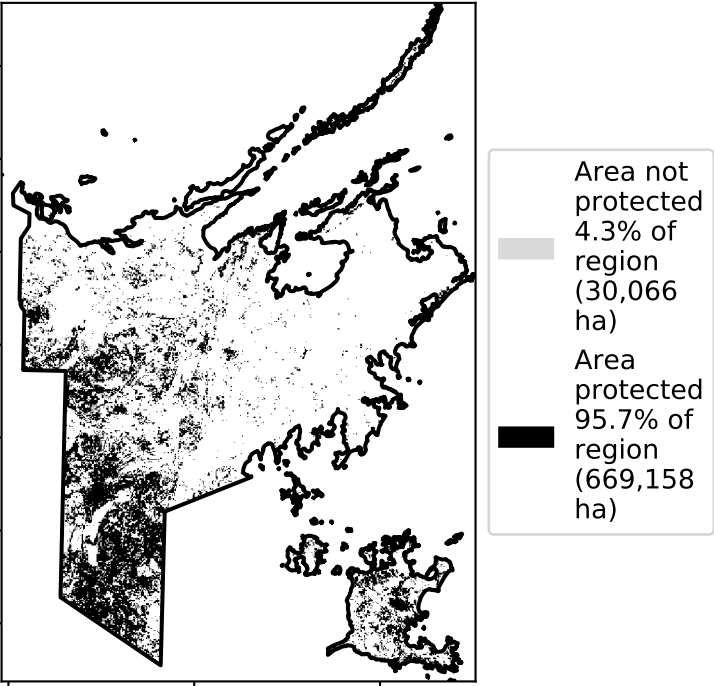 Area not
protected
4.3% of
region
(30,066
ha)
Area
protected
95.7% of
region
(669,158
ha)